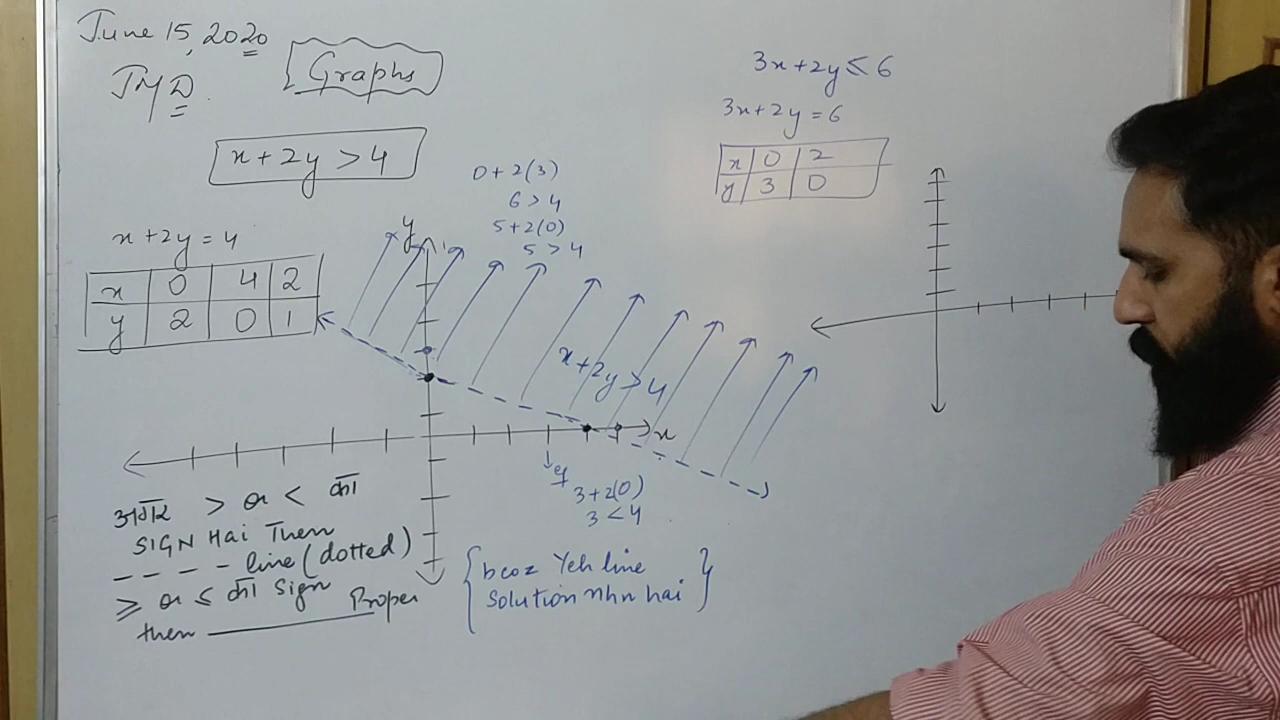 June 15, 2020
Graphs
x + 2y > 4
x + 2y = 4
x 0 4 2
y 2 0 1
0 + 2(3)
6 > 4
5 + 2(0)
5 > 4
y
x + 2y > 4
x
3 + 2(0)
3 < 4
अगर > or < का
SIGN Hai Then
---- line (dotted)
≥ or ≤ का Sign
then ______ Proper
bcoz Yeh line
Solution nhn hai
3x + 2y ≤ 6
3x + 2y = 6
x 0 2
y 3 0